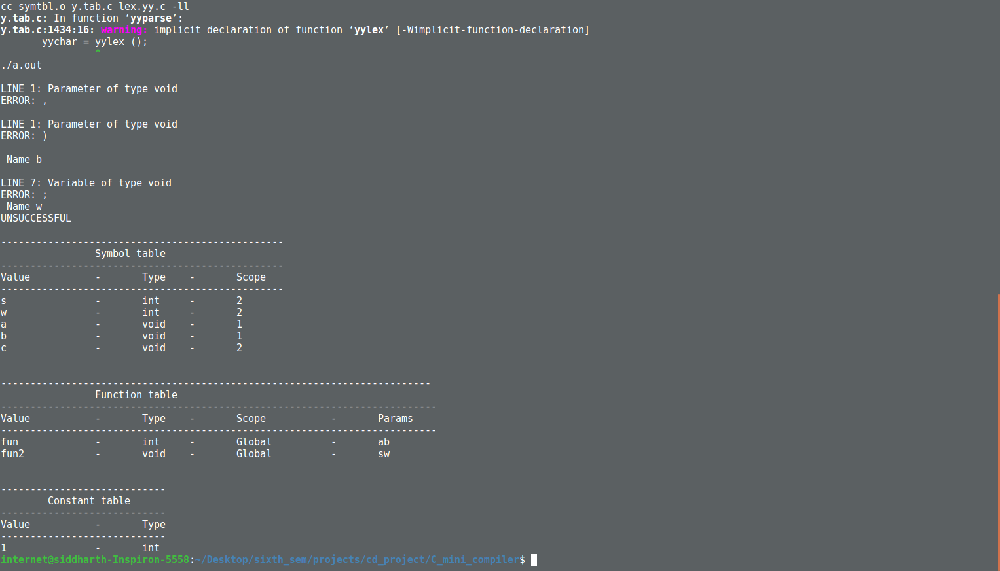 cc symtbl.o y.tab.c lex.yy.c -ll
y.tab.c: In function ‘yyparse’:
y.tab.c:1434:16: warning: implicit declaration of function ‘yylex’ [-Wimplicit-function-declaration]
       yychar = yylex ();
                ^
./a.out

LINE 1: Parameter of type void
ERROR: ,

LINE 1: Parameter of type void
ERROR: )

 Name b

LINE 7: Variable of type void
ERROR: ;
 Name w
UNSUCCESSFUL

------------------------------------------------
                Symbol table
------------------------------------------------
Value           -       Type    -       Scope
------------------------------------------------
s               -       int     -       2
w               -       int     -       2
a               -       void    -       1
b               -       void    -       1
c               -       void    -       2


-------------------------------------------------------------------------
                Function table
--------------------------------------------------------------------------
Value           -       Type    -       Scope           -       Params
--------------------------------------------------------------------------
fun             -       int     -       Global          -       ab
fun2            -       void    -       Global          -       sw


----------------------------
        Constant table
----------------------------
Value           -       Type
----------------------------
1               -       int
internet@siddharth-Inspiron-5558:~/Desktop/sixth_sem/projects/cd_project/C_mini_compiler$